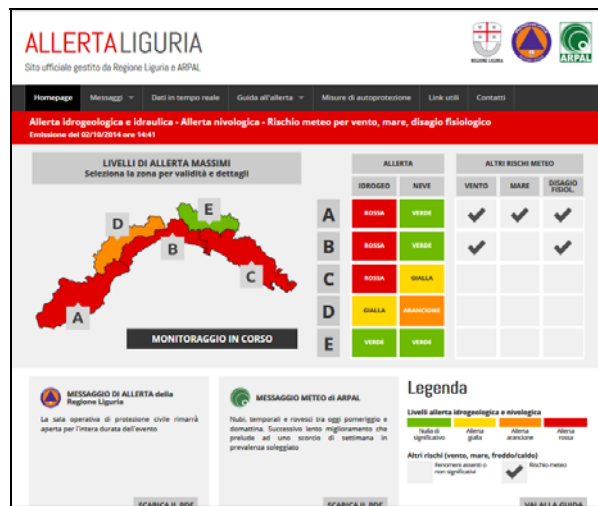 ALLERTALIGURIA
Sito ufficiale gestito da Regione Liguria e ARPAL
REGIONE LIGURIA
ARPAL
Homepage Messaggi Dati in tempo reale Guida all'allerta Misure di autoprotezione Link utili Contatti
Allerta idrogeologica e idraulica - Allerta nivologica - Rischio meteo per vento, mare, disagio fisiologico
Emissione del 02/10/2014 ore 14:41
LIVELLI DI ALLERTA MASSIMI
Seleziona la zona per validità e dettagli
A
B
C
D
E
MONITORAGGIO IN CORSO
ALLERTA ALTRI RISCHI METEO
IDROGEO NEVE VENTO MARE DISAGIO FISIOL.
A ROSSA VERDE
B ROSSA VERDE
C ROSSA GIALLA
D GIALLA ARANCIONE
E VERDE VERDE
MESSAGGIO DI ALLERTA della
Regione Liguria
La sala operativa di protezione civile rimarrà
aperta per l'intera durata dell'evento
SCARICA IL PDF
MESSAGGIO METEO di ARPAL
Nubi, temporali e rovesci tra oggi pomeriggio e
domattina. Successivo lento miglioramento che
prelude ad uno scorcio di settimana in
prevalenza soleggiato
SCARICA IL PDF
Legenda
Livelli allerta idrogeologica e nivologica
Nulla di significativo
Allerta gialla
Allerta arancione
Allerta rossa
Altri rischi (vento, mare, freddo/caldo)
Fenomeni assenti o
non significativi
Rischio meteo
VAI ALLA GUIDA